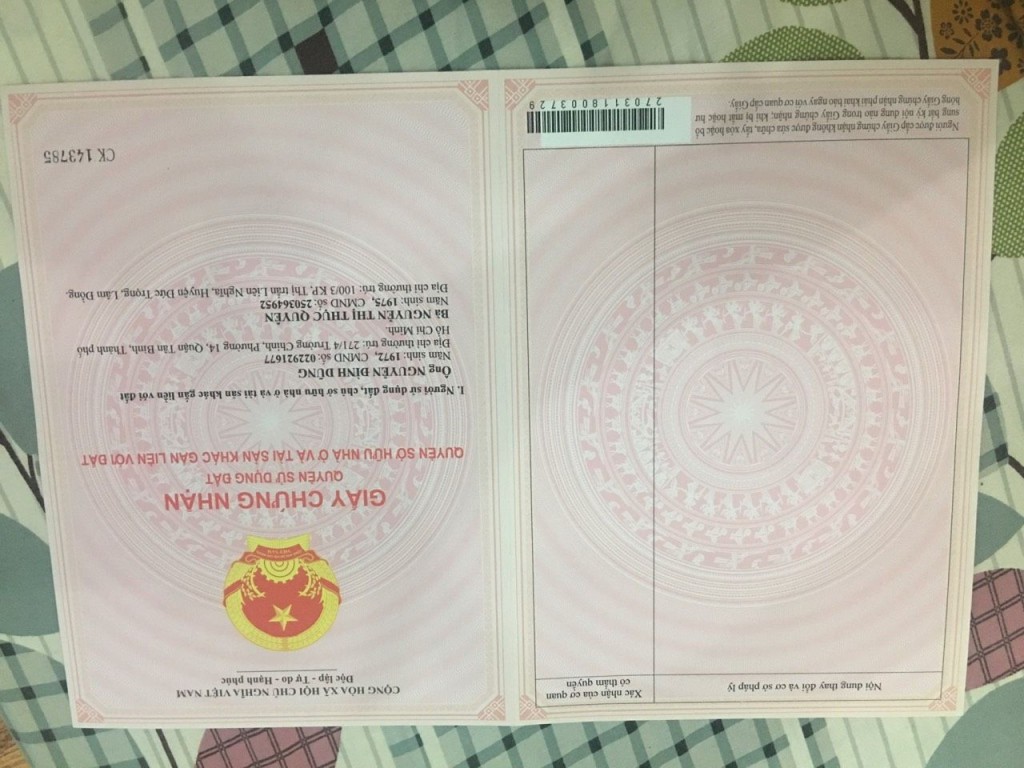 CỘNG HÒA XÃ HỘI CHỦ NGHĨA VIỆT NAM
Độc lập - Tự do - Hạnh phúc
GIẤY CHỨNG NHẬN
QUYỀN SỬ DỤNG ĐẤT
QUYỀN SỞ HỮU NHÀ Ở VÀ TÀI SẢN KHÁC GẮN LIỀN VỚI ĐẤT
I. Người sử dụng đất, chủ sở hữu nhà ở và tài sản khác gắn liền với đất
Ông NGUYỄN ĐÌNH DŨNG
Năm sinh: 1972, CMND số: 022921677
Địa chỉ thường trú: 271/4 Trường Chinh, Phường 14, Quận Tân Bình, Thành phố
Hồ Chí Minh.
Bà NGUYỄN THỊ THỤC QUYÊN
Năm sinh: 1975, CMND số: 250364952
Địa chỉ thường trú: 100/3 KP. Thị trấn Liên Nghĩa, Huyện Đức Trọng, Lâm Đồng.
CK 143785
Nội dung thay đổi và cơ sở pháp lý
Xác nhận của cơ quan
có thẩm quyền
Người được cấp Giấy chứng nhận không được sửa chữa, tẩy xóa hoặc bổ
sung bất kỳ nội dung nào trong Giấy chứng nhận; khi bị mất hoặc hư
hỏng Giấy chứng nhận phải khai báo ngay với cơ quan cấp Giấy.
2703118003729